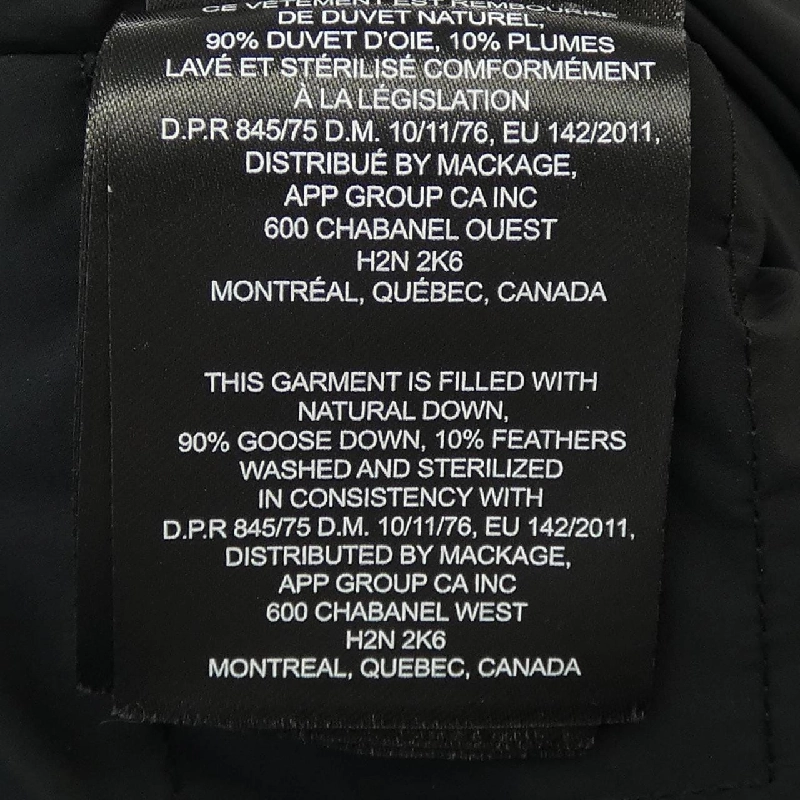 CE VÊTEMENT EST REMBOURRÉ
DE DUVET NATUREL,
90% DUVET D'OIE, 10% PLUMES
LAVÉ ET STÉRILISÉ COMFORMÉMENT
À LA LÉGISLATION
D.P.R 845/75 D.M. 10/11/76, EU 142/2011,
DISTRIBUÉ BY MACKAGE,
APP GROUP CA INC
600 CHABANEL OUEST
H2N 2K6
MONTRÉAL, QUÉBEC, CANADA
THIS GARMENT IS FILLED WITH
NATURAL DOWN,
90% GOOSE DOWN, 10% FEATHERS
WASHED AND STERILIZED
IN CONSISTENCY WITH
D.P.R 845/75 D.M. 10/11/76, EU 142/2011,
DISTRIBUTED BY MACKAGE,
APP GROUP CA INC
600 CHABANEL WEST
H2N 2K6
MONTREAL, QUEBEC, CANADA